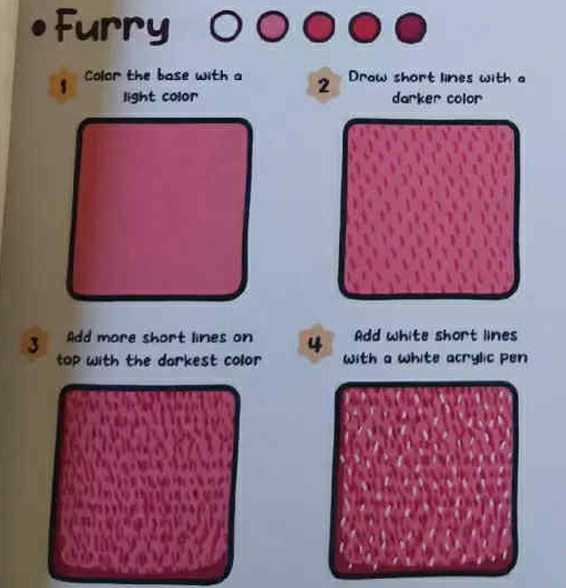 • Furry
1
Color the base with a
light color
2
Draw short lines with a
darker color
3
Add more short lines on
top with the darkest color
4
Add white short lines
with a white acrylic pen